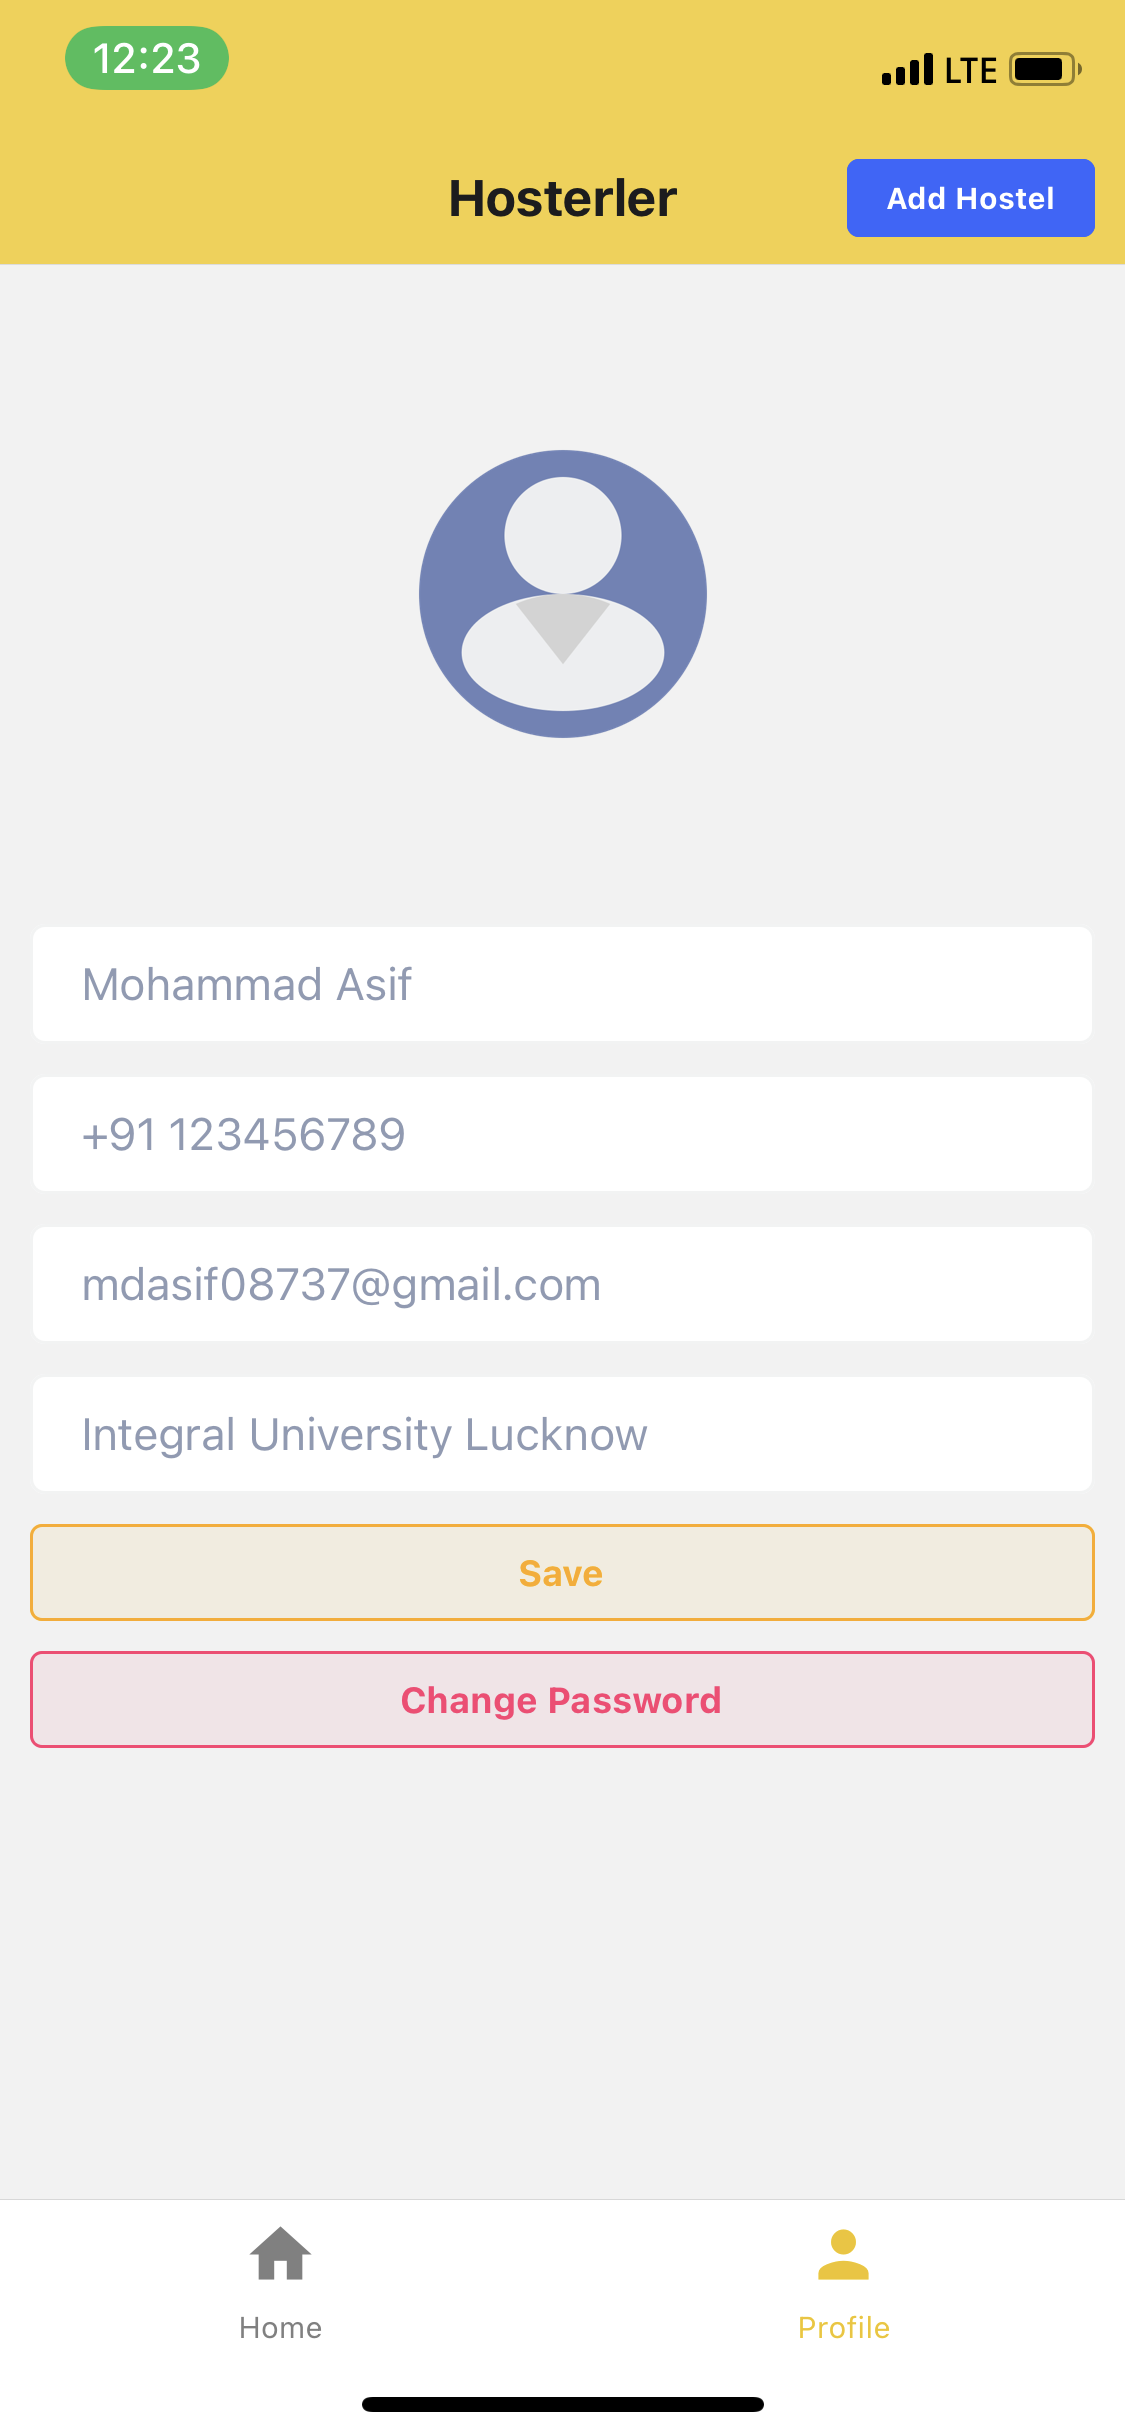 12:23
LTE
Hosterler
Add Hostel
Mohammad Asif
+91 123456789
mdasif08737@gmail.com
Integral University Lucknow
Save
Change Password
Home
Profile